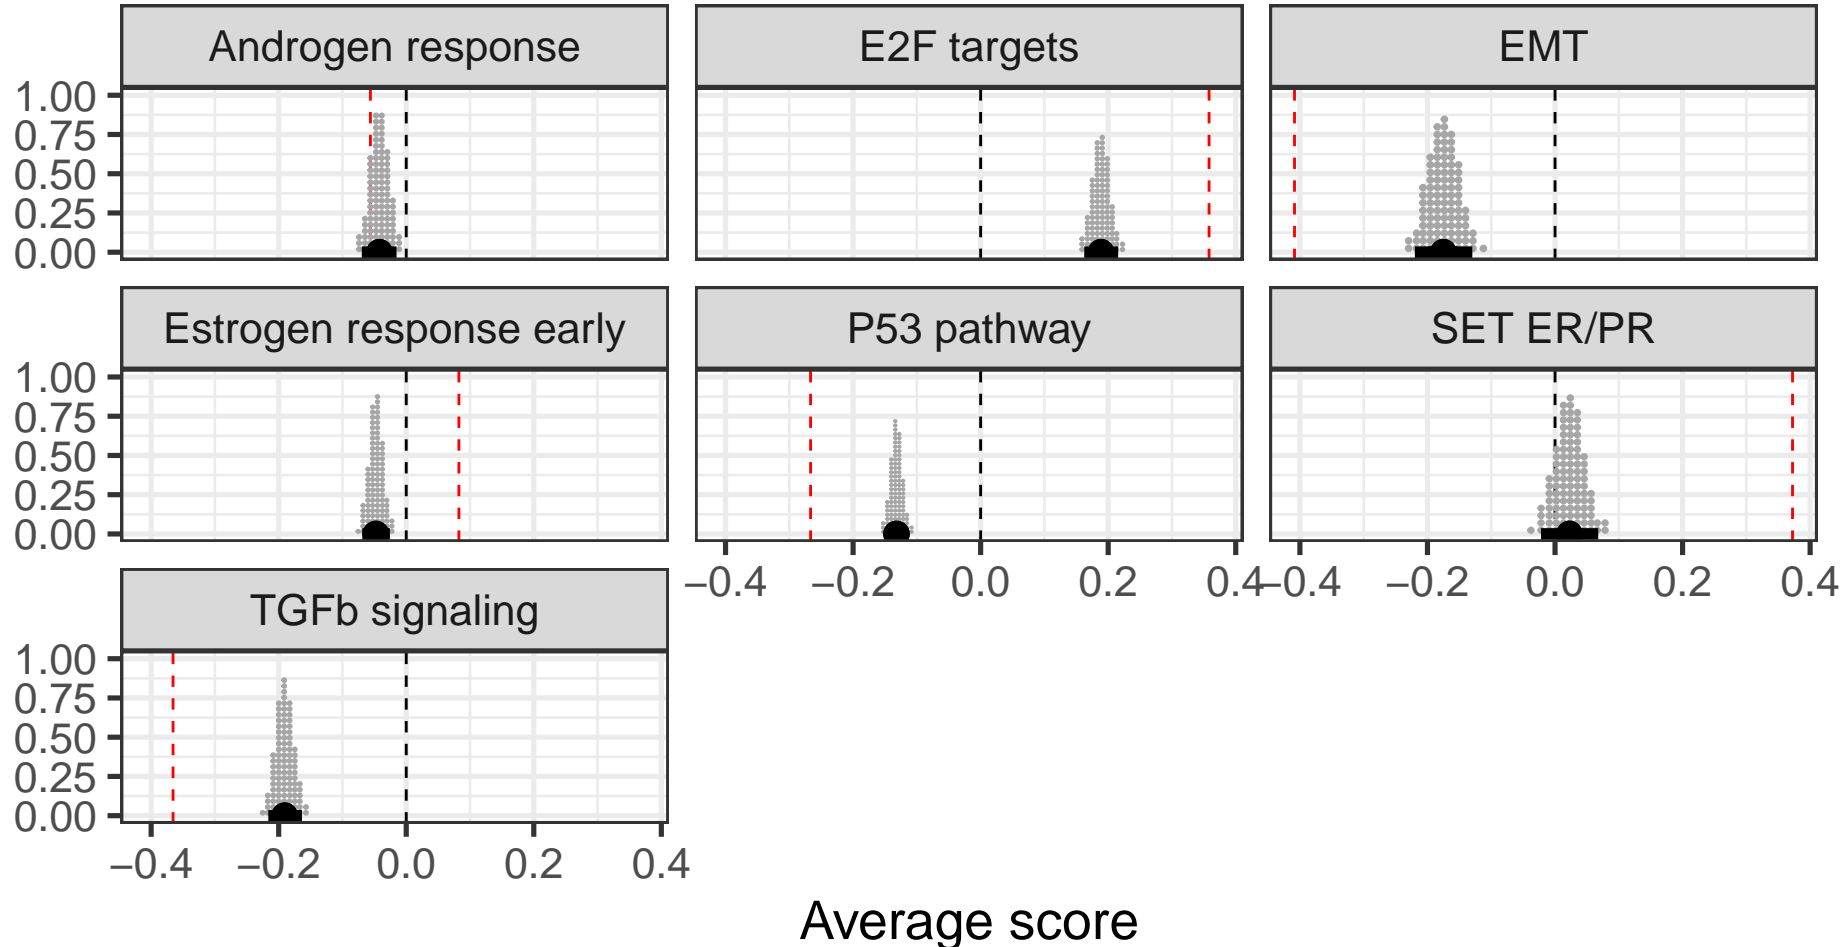 Androgen response
E2F targets
EMT
1.00
0.75
0.50
0.25
0.00
Estrogen response early
P53 pathway
SET ER/PR
1.00
0.75
0.50
0.25
0.00
−0.4 −0.2 0.0 0.2 0.4
−0.4 −0.2 0.0 0.2 0.4
TGFb signaling
1.00
0.75
0.50
0.25
0.00
−0.4 −0.2 0.0 0.2 0.4
Average score